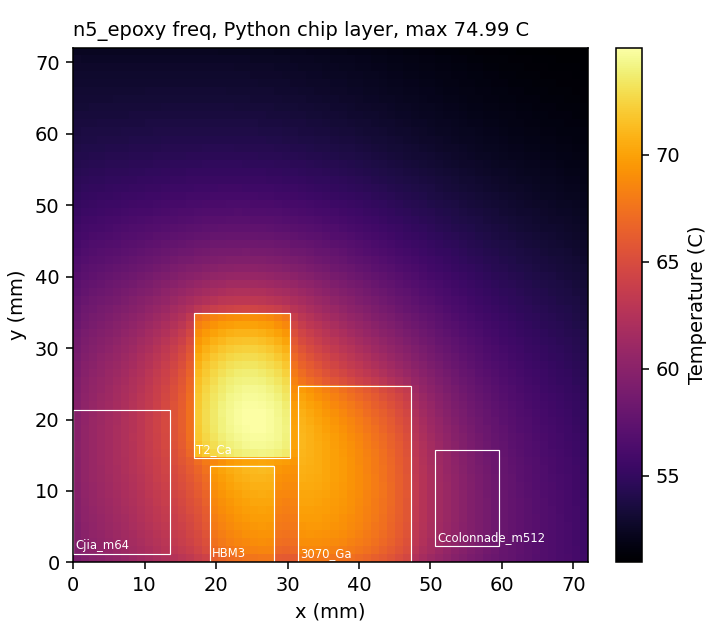 n5_epoxy freq, Python chip layer, max 74.99 C
70
60
50
40
30
20
10
0
y (mm)
T2_Ca
Cjia_m64
HBM3
3070_Ga
Ccolonnade_m512
0 10 20 30 40 50 60 70
x (mm)
70
65
60
55
Temperature (C)